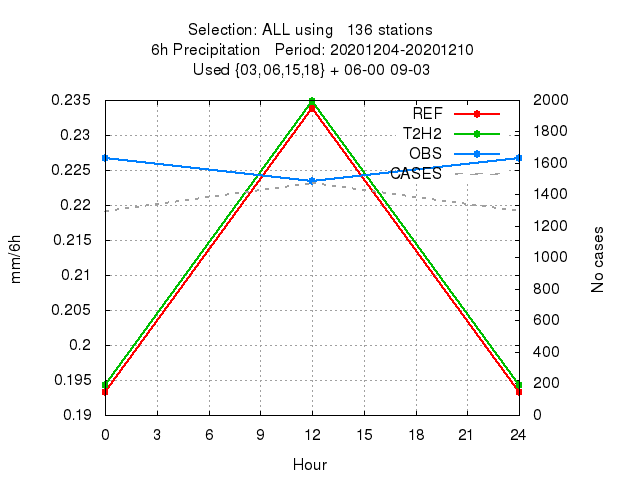 Selection: ALL using   136 stations
6h Precipitation   Period: 20201204-20201210
Used {03,06,15,18} + 06-00 09-03
REF
T2H2
OBS
CASES
0.235
0.23
0.225
0.22
0.215
0.21
0.205
0.2
0.195
0.19
mm/6h
2000
1800
1600
1400
1200
1000
800
600
400
200
0
No cases
0 3 6 9 12 15 18 21 24
Hour